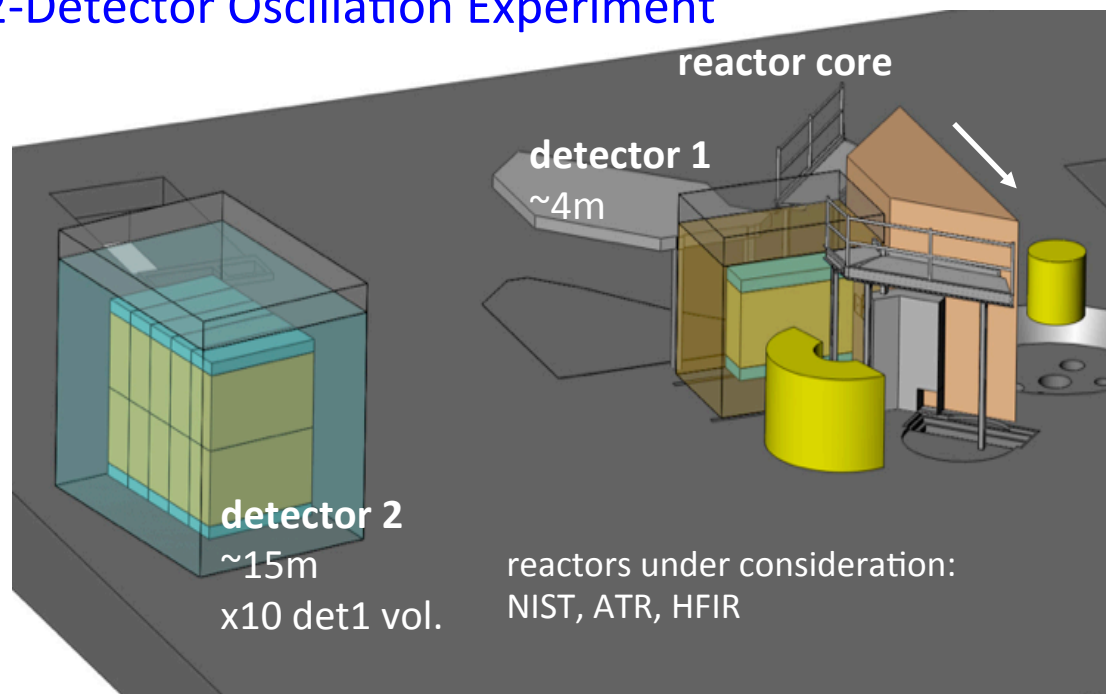 2-Detector Oscillation Experiment
reactor core
detector 1
~4m
detector 2
~15m
x10 det1 vol.
reactors under consideration:
NIST, ATR, HFIR